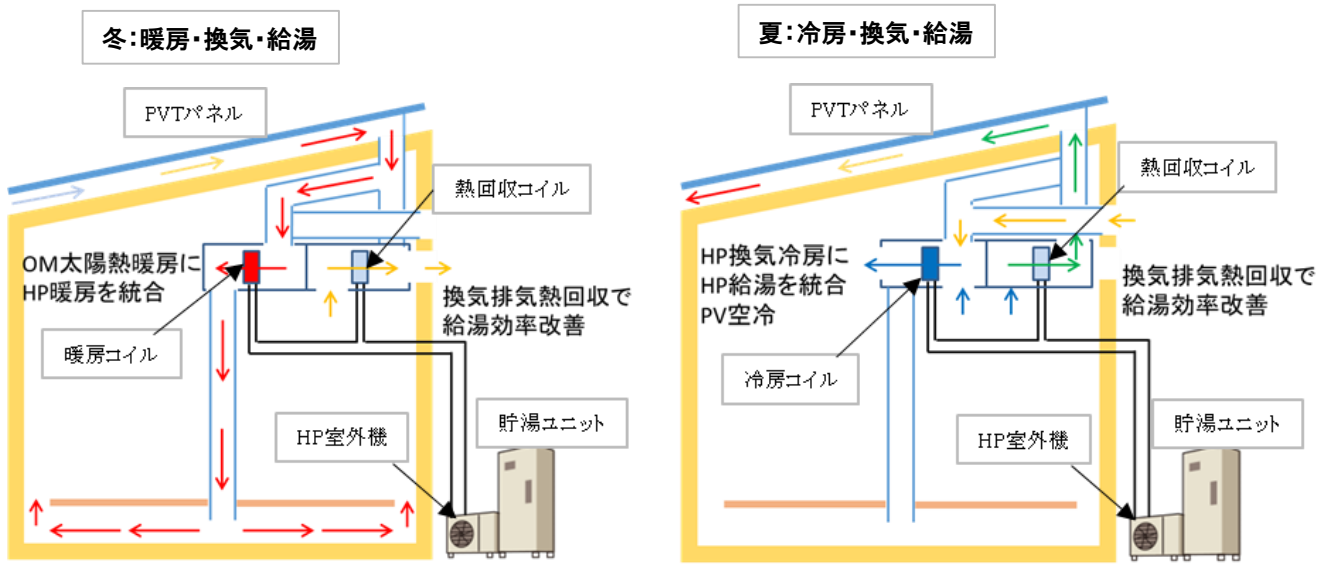 冬:暖房・換気・給湯
PVTパネル
熱回収コイル
OM太陽熱暖房に
HP暖房を統合
換気排気熱回収で
給湯効率改善
暖房コイル
HP室外機
貯湯ユニット
夏:冷房・換気・給湯
PVTパネル
熱回収コイル
HP換気冷房に
HP給湯を統合
PV空冷
換気排気熱回収で
給湯効率改善
冷房コイル
HP室外機
貯湯ユニット